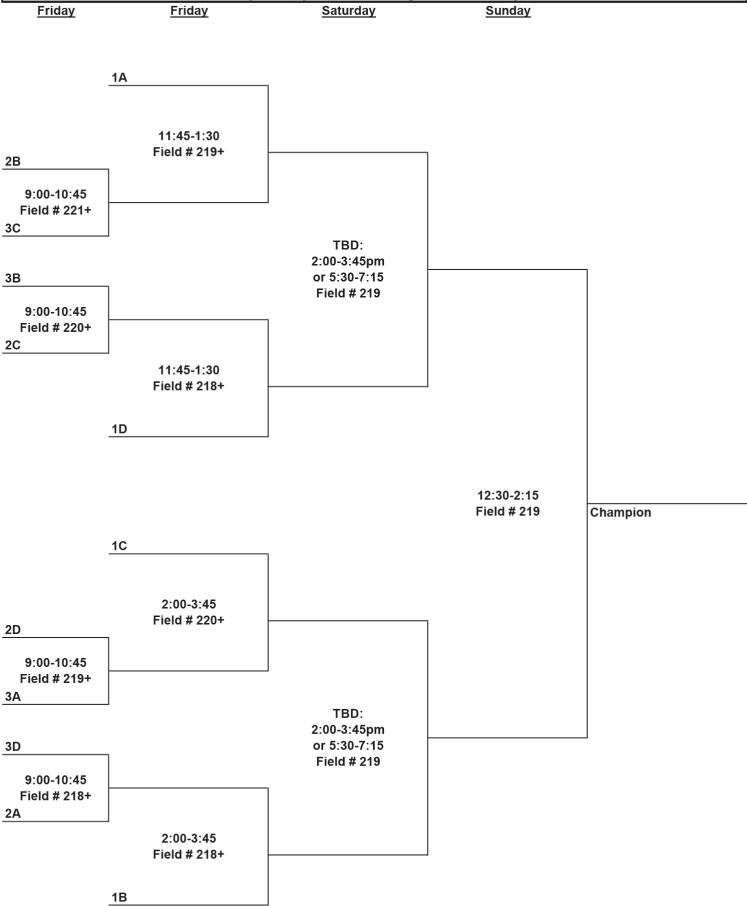 Friday
Friday
Saturday
Sunday
1A
11:45-1:30
Field # 219+
2B
9:00-10:45
Field # 221+
3C
TBD:
2:00-3:45pm
or 5:30-7:15
Field # 219
3B
9:00-10:45
Field # 220+
2C
11:45-1:30
Field # 218+
1D
12:30-2:15
Field # 219
Champion
1C
2:00-3:45
Field # 220+
2D
9:00-10:45
Field # 219+
3A
TBD:
2:00-3:45pm
or 5:30-7:15
Field # 219
3D
9:00-10:45
Field # 218+
2A
2:00-3:45
Field # 218+
1B